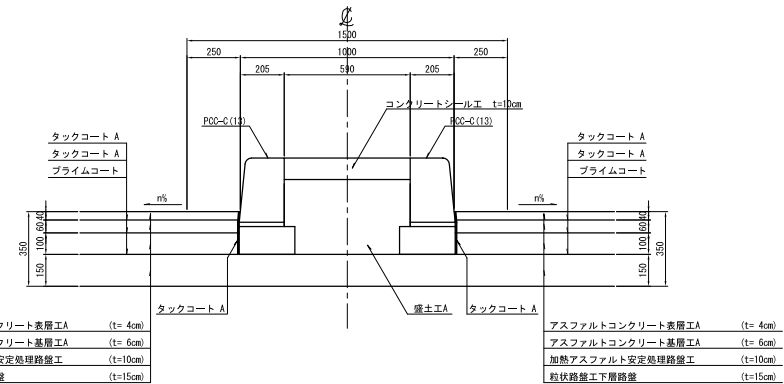 ℄
1500
250 1000 250
205 590 205
コンクリートシール工 t=10cm
PCC-C(13) PCC-C(13)
タックコート A タックコート A
タックコート A タックコート A
プライムコート プライムコート
n% n%
350 40 60 100 150
40 60 100 150 350
タックコート A 盛土工A タックコート A
クリート表層工A (t= 4cm) アスファルトコンクリート表層工A (t= 4cm)
クリート基層工A (t= 6cm) アスファルトコンクリート基層工A (t= 6cm)
安定処理路盤工 (t=10cm) 加熱アスファルト安定処理路盤工 (t=10cm)
盤 (t=15cm) 粒状路盤工下層路盤 (t=15cm)